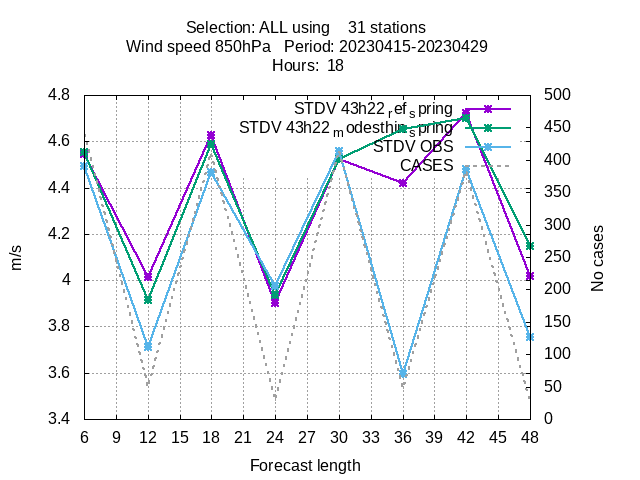 Selection: ALL using    31 stations
Wind speed 850hPa   Period: 20230415-20230429
Hours:  18
STDV 43h22 ref spring
STDV 43h22 modesthin spring
STDV OBS
CASES
4.8
4.6
4.4
4.2
4
3.8
3.6
3.4
500
450
400
350
300
250
200
150
100
50
0
m/s
No cases
6 9 12 15 18 21 24 27 30 33 36 39 42 45 48
Forecast length